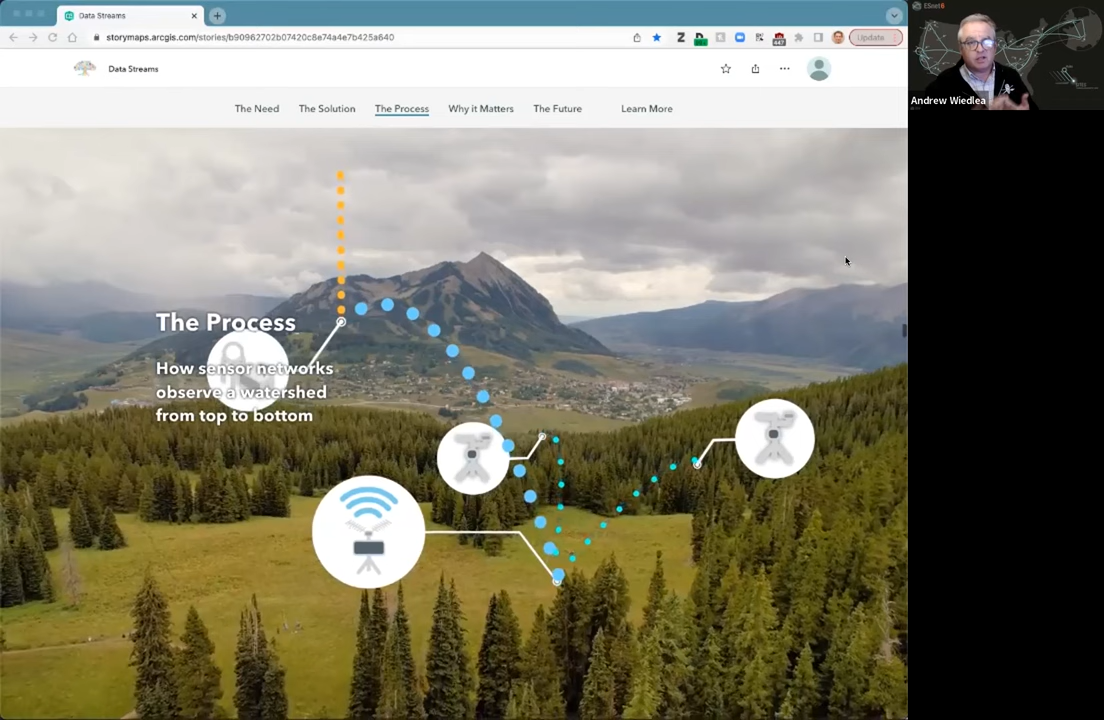 Data Streams
storymaps.arcgis.com/stories/b90962702b07420c8e74a4e7b425a640
Update
Data Streams
The Need The Solution The Process Why it Matters The Future Learn More
The Process
How sensor networks
observe a watershed
from top to bottom
ESnet6
Andrew Wiedlea